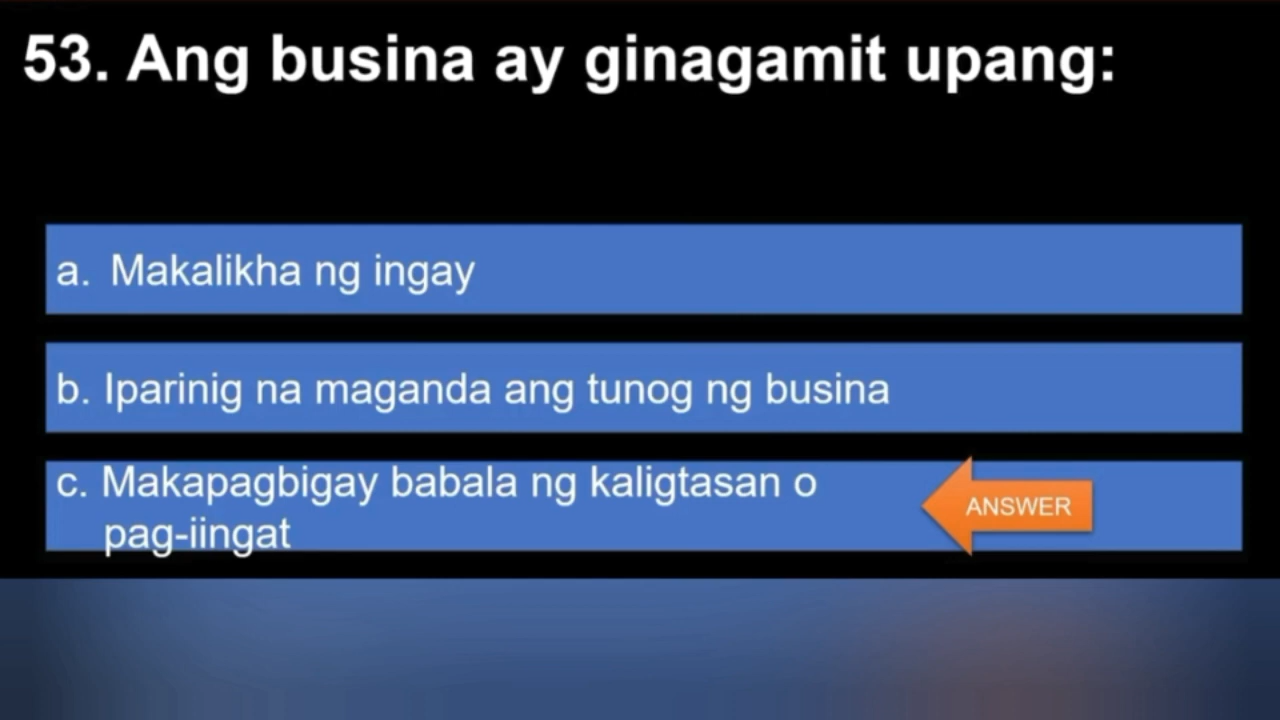 53. Ang busina ay ginagamit upang:
a. Makalikha ng ingay
b. Iparinig na maganda ang tunog ng busina
c. Makapagbigay babala ng kaligtasan o
pag-iingat
ANSWER